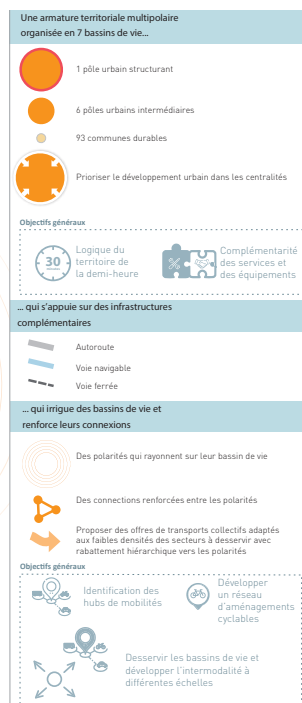 Une armature territoriale multipolaire
organisée en 7 bassins de vie...
1 pôle urbain structurant
6 pôles urbains intermédiaires
93 communes durables
Prioriser le développement urbain dans les centralités
Objectifs généraux
30
minutes
Logique du
territoire de
la demi-heure
%
Complémentarité
des services et
des équipements
... qui s'appuie sur des infrastructures
complémentaires
Autoroute
Voie navigable
Voie ferrée
... qui irrigue des bassins de vie et
renforce leurs connexions
Des polarités qui rayonnent sur leur bassin de vie
Des connections renforcées entre les polarités
Proposer des offres de transports collectifs adaptés
aux faibles densités des secteurs à desservir avec
rabattement hiérarchique vers les polarités
Objectifs généraux
Identification des
hubs de mobilités
Développer
un réseau
d'aménagements
cyclables
Desservir les bassins de vie et
développer l'intermodalité à
différentes échelles